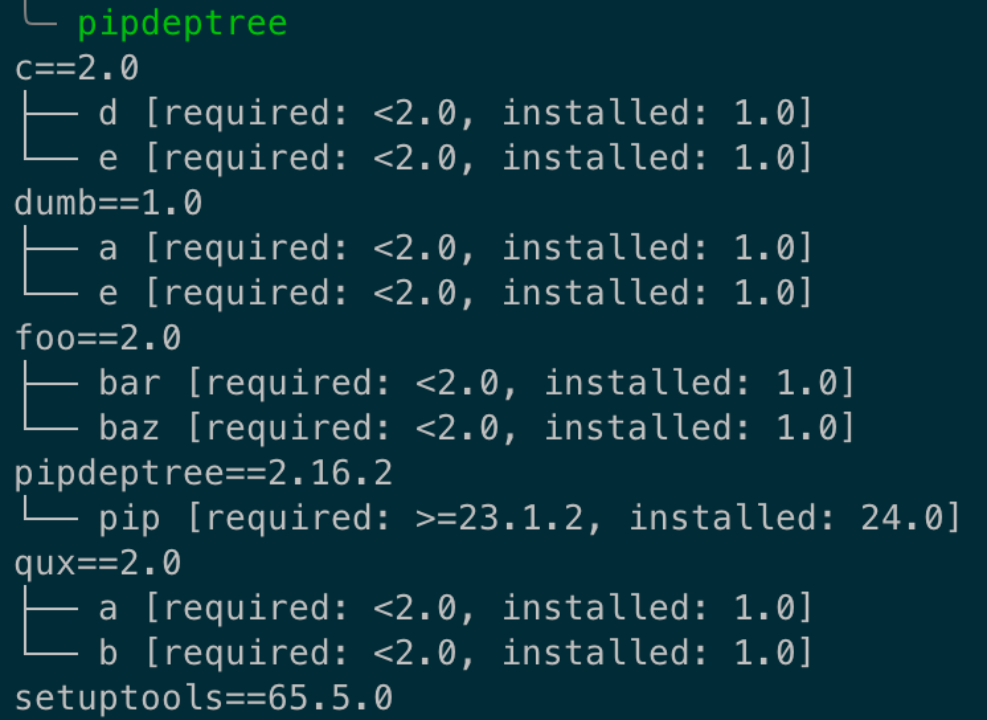 ╰─ pipdeptree
c==2.0
├── d [required: <2.0, installed: 1.0]
└── e [required: <2.0, installed: 1.0]
dumb==1.0
├── a [required: <2.0, installed: 1.0]
└── e [required: <2.0, installed: 1.0]
foo==2.0
├── bar [required: <2.0, installed: 1.0]
└── baz [required: <2.0, installed: 1.0]
pipdeptree==2.16.2
└── pip [required: >=23.1.2, installed: 24.0]
qux==2.0
├── a [required: <2.0, installed: 1.0]
└── b [required: <2.0, installed: 1.0]
setuptools==65.5.0